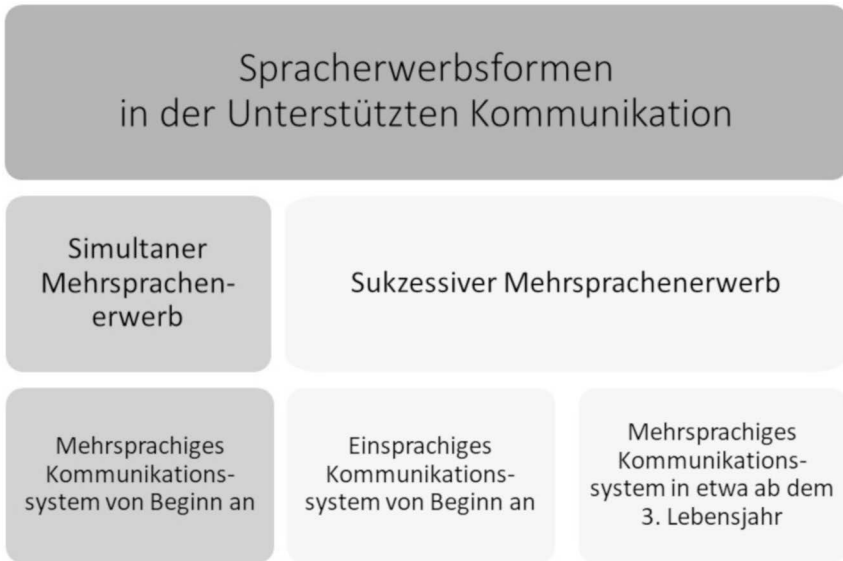 Spracherwerbsformen
in der Unterstützten Kommunikation
Simultaner
Mehrsprachen-
erwerb
Sukzessiver Mehrsprachenerwerb
Mehrsprachiges
Kommunikations-
system von Beginn an
Einsprachiges
Kommunikations-
system von Beginn an
Mehrsprachiges
Kommunikations-
system in etwa ab dem
3. Lebensjahr